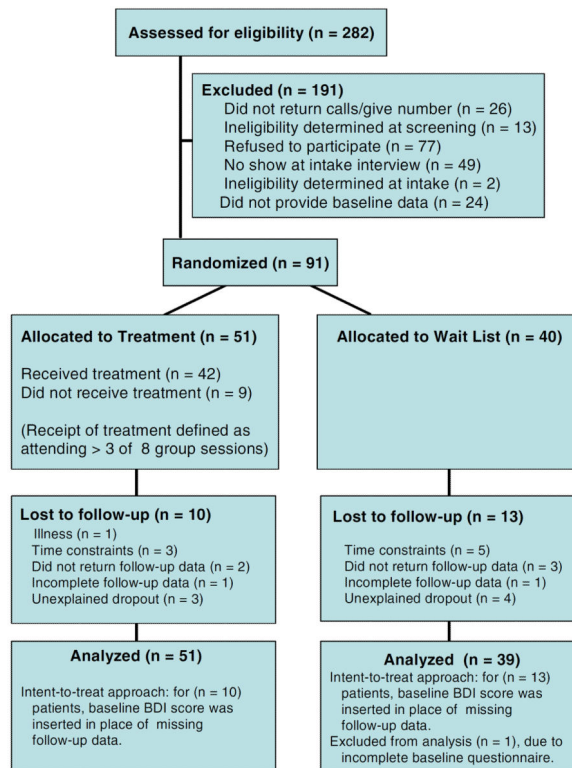 Assessed for eligibility (n = 282)
Excluded (n = 191)
Did not return calls/give number (n = 26)
Ineligibility determined at screening (n = 13)
Refused to participate (n = 77)
No show at intake interview (n = 49)
Ineligibility determined at intake (n = 2)
Did not provide baseline data (n = 24)
Randomized (n = 91)
Allocated to Treatment (n = 51)
Received treatment (n = 42)
Did not receive treatment (n = 9)
(Receipt of treatment defined as
attending > 3 of 8 group sessions)
Allocated to Wait List (n = 40)
Lost to follow-up (n = 10)
Illness (n = 1)
Time constraints (n = 3)
Did not return follow-up data (n = 2)
Incomplete follow-up data (n = 1)
Unexplained dropout (n = 3)
Lost to follow-up (n = 13)
Time constraints (n = 5)
Did not return follow-up data (n = 3)
Incomplete follow-up data (n = 1)
Unexplained dropout (n = 4)
Analyzed (n = 51)
Intent-to-treat approach: for (n = 10)
patients, baseline BDI score was
inserted in place of missing
follow-up data.
Analyzed (n = 39)
Intent-to-treat approach: for (n = 13)
patients, baseline BDI score was
inserted in place of missing
follow-up data.
Excluded from analysis (n = 1), due to
incomplete baseline questionnaire.